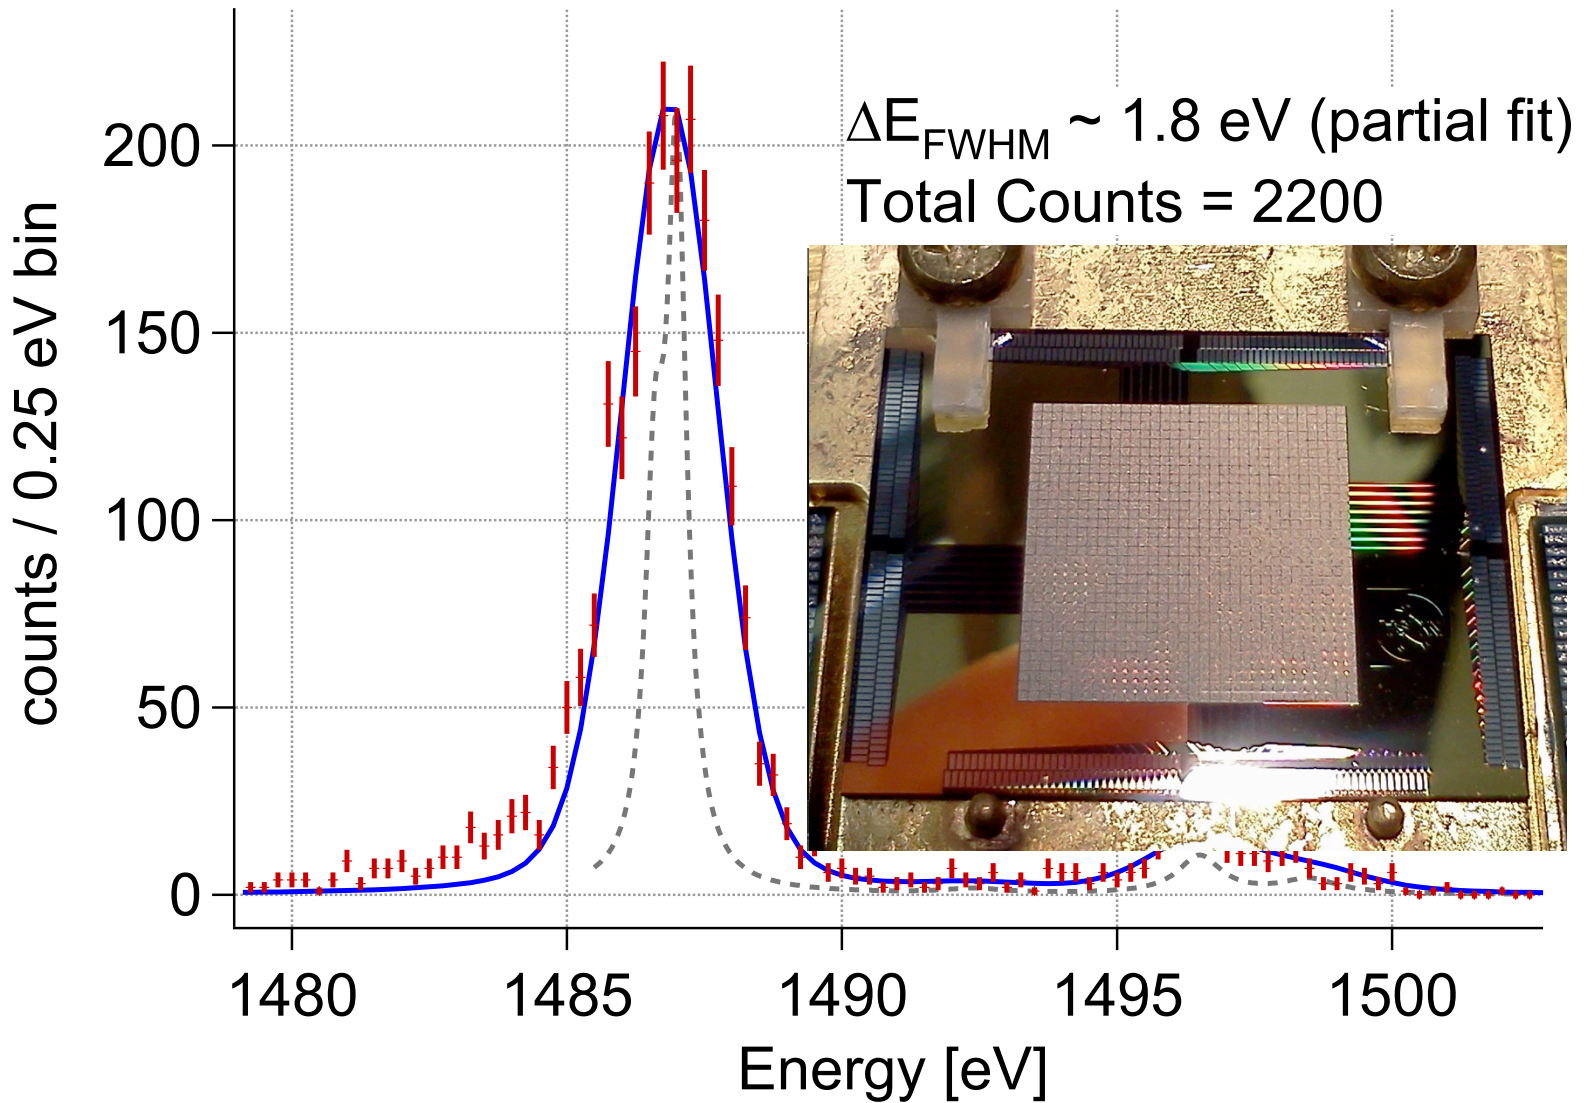 ΔE_FWHM ~ 1.8 eV (partial fit)
Total Counts = 2200
counts / 0.25 eV bin
200
150
100
50
0
1480 1485 1490 1495 1500
Energy [eV]